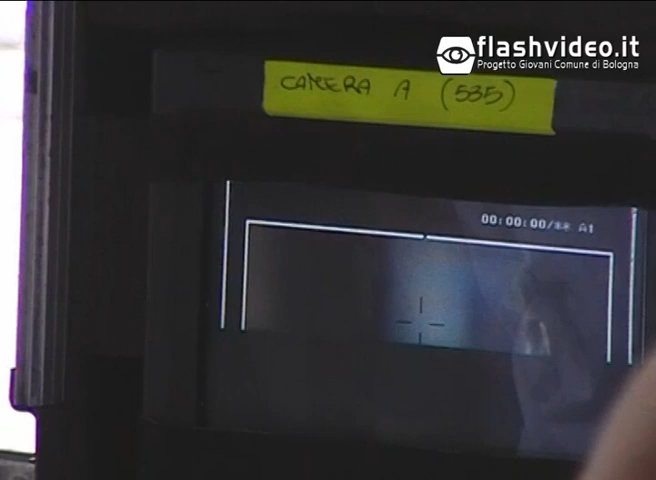 flashvideo.it
Progetto Giovani Comune di Bologna
CAMERA A (535)
00:00:00/** A1